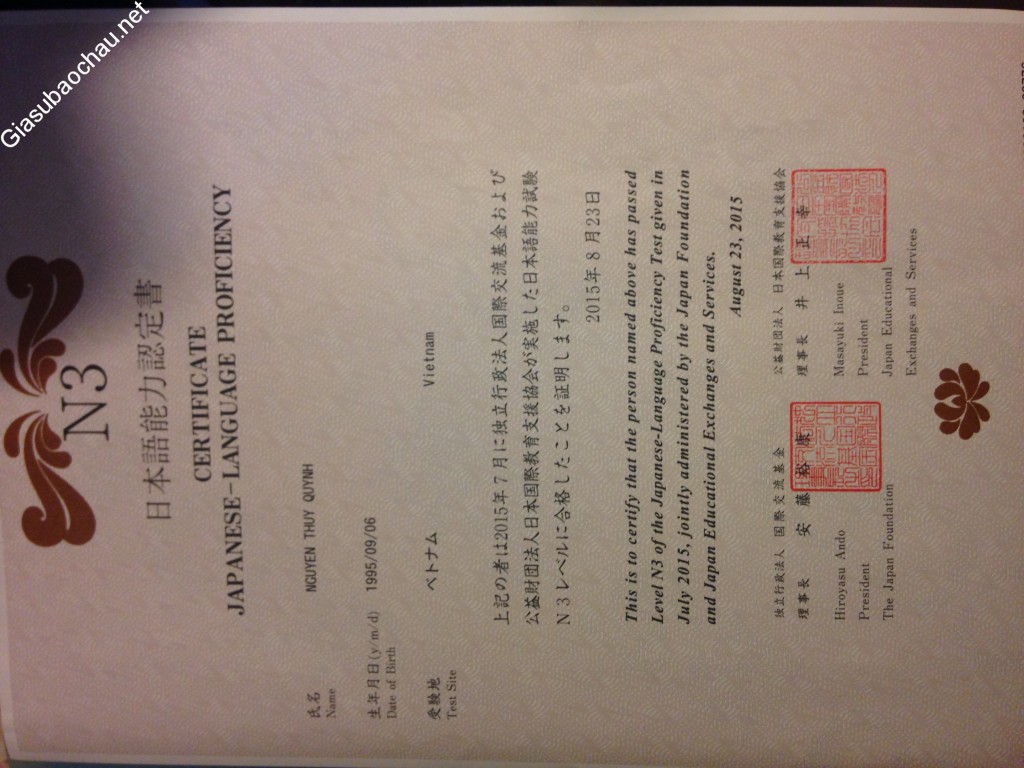 Giasubaochau.net
N3
日本語能力認定書
CERTIFICATE
JAPANESE-LANGUAGE PROFICIENCY
氏名 NGUYEN THUY QUYNH
Name
生年月日(y/m/d) 1995/09/06
Date of Birth
受験地 ベトナム Vietnam
Test Site
上記の者は2015年7月に独立行政法人国際交流基金および
公益財団法人日本国際教育支援協会が実施した日本語能力試験
N3レベルに合格したことを証明します。
2015年8月23日
This is to certify that the person named above has passed
Level N3 of the Japanese-Language Proficiency Test given in
July 2015, jointly administered by the Japan Foundation
and Japan Educational Exchanges and Services.
August 23, 2015
独立行政法人 国際交流基金
理事長 安藤裕康
Hiroyasu Ando
President
The Japan Foundation
公益財団法人 日本国際教育支援協会
理事長 井上正幸
Masayuki Inoue
President
Japan Educational
Exchanges and Services